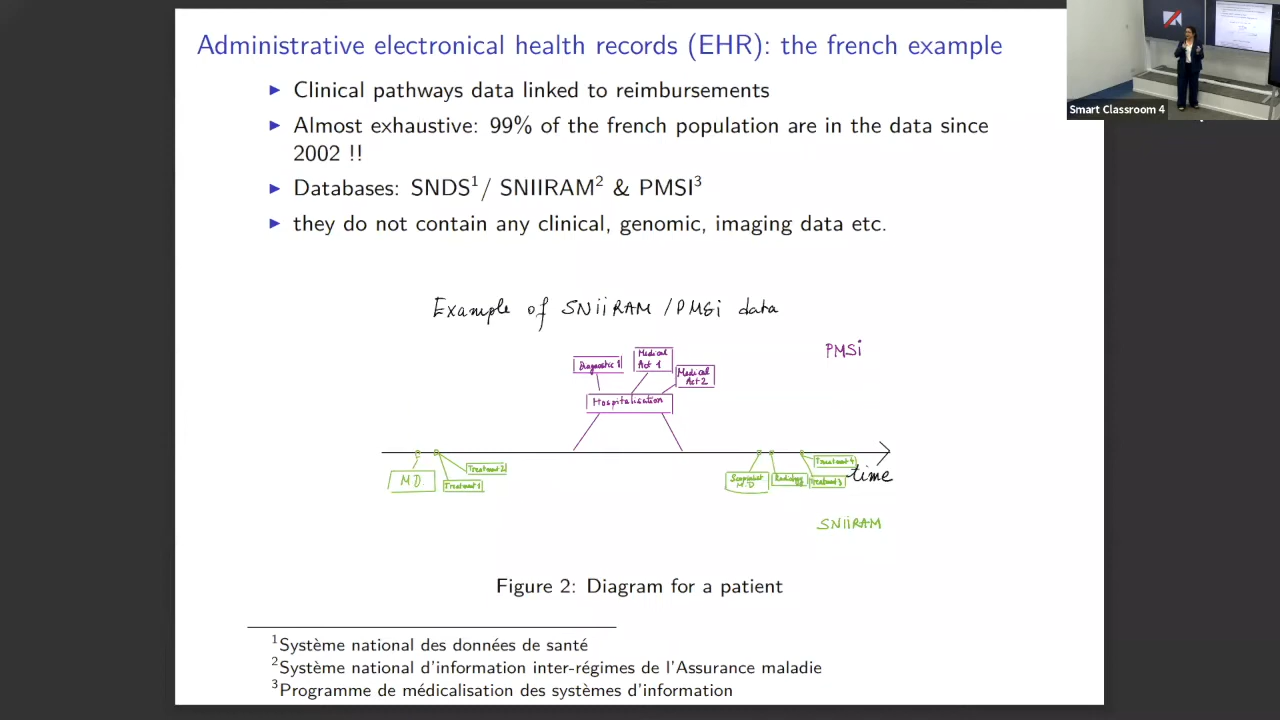 Administrative electronical health records (EHR): the french example
Clinical pathways data linked to reimbursements
Almost exhaustive: 99% of the french population are in the data since
2002 !!
Databases: SNDS1/ SNIIRAM2 & PMSI3
they do not contain any clinical, genomic, imaging data etc.
Smart Classroom 4
Example of SNiiRAM /PMSi data
PMSi
Diagnostic 1
Medical
Act 1
Medical
Act 2
Hospitalisation
MD.
Treatment 2
Treatment 1
MD
Treatment 4
Treatment 3
time
SNiiRAM
Figure 2: Diagram for a patient
1Système national des données de santé
2Système national d'information inter-régimes de l'Assurance maladie
3Programme de médicalisation des systèmes d'information